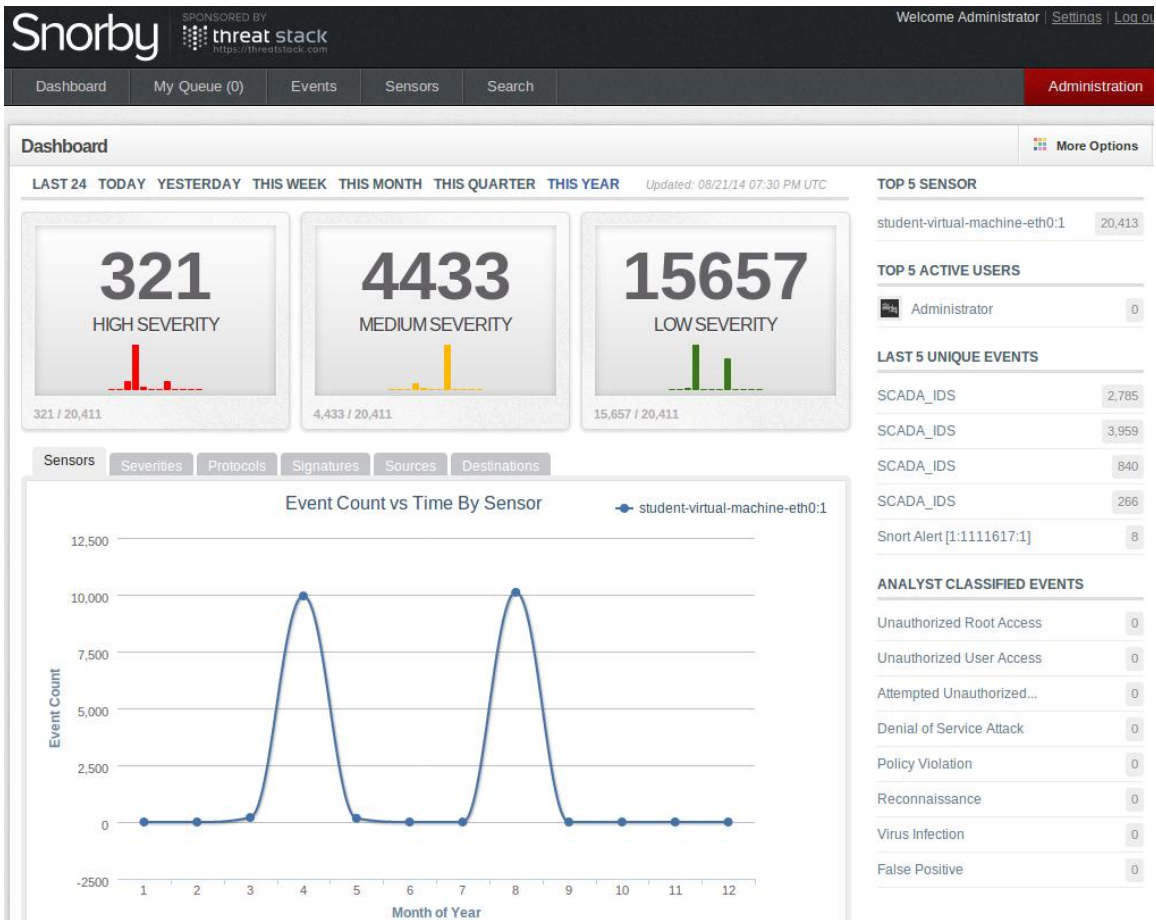 Snorby
SPONSORED BY
threat stack
https://threatstack.com
Welcome Administrator | Settings | Log ou
Dashboard My Queue (0) Events Sensors Search Administration
Dashboard
More Options
LAST 24 TODAY YESTERDAY THIS WEEK THIS MONTH THIS QUARTER THIS YEAR Updated: 08/21/14 07:30 PM UTC
321
HIGH SEVERITY
321 / 20,411
4433
MEDIUM SEVERITY
4,433 / 20,411
15657
LOW SEVERITY
15,657 / 20,411
Sensors Severities Protocols Signatures Sources Destinations
Event Count vs Time By Sensor
student-virtual-machine-eth0:1
12,500
10,000
7,500
5,000
2,500
0
-2500
Event Count
1 2 3 4 5 6 7 8 9 10 11 12
Month of Year
TOP 5 SENSOR
student-virtual-machine-eth0:1 20,413
TOP 5 ACTIVE USERS
Administrator 0
LAST 5 UNIQUE EVENTS
SCADA_IDS 2,785
SCADA_IDS 3,959
SCADA_IDS 840
SCADA_IDS 266
Snort Alert [1:1111617:1] 8
ANALYST CLASSIFIED EVENTS
Unauthorized Root Access 0
Unauthorized User Access 0
Attempted Unauthorized... 0
Denial of Service Attack 0
Policy Violation 0
Reconnaissance 0
Virus Infection 0
False Positive 0